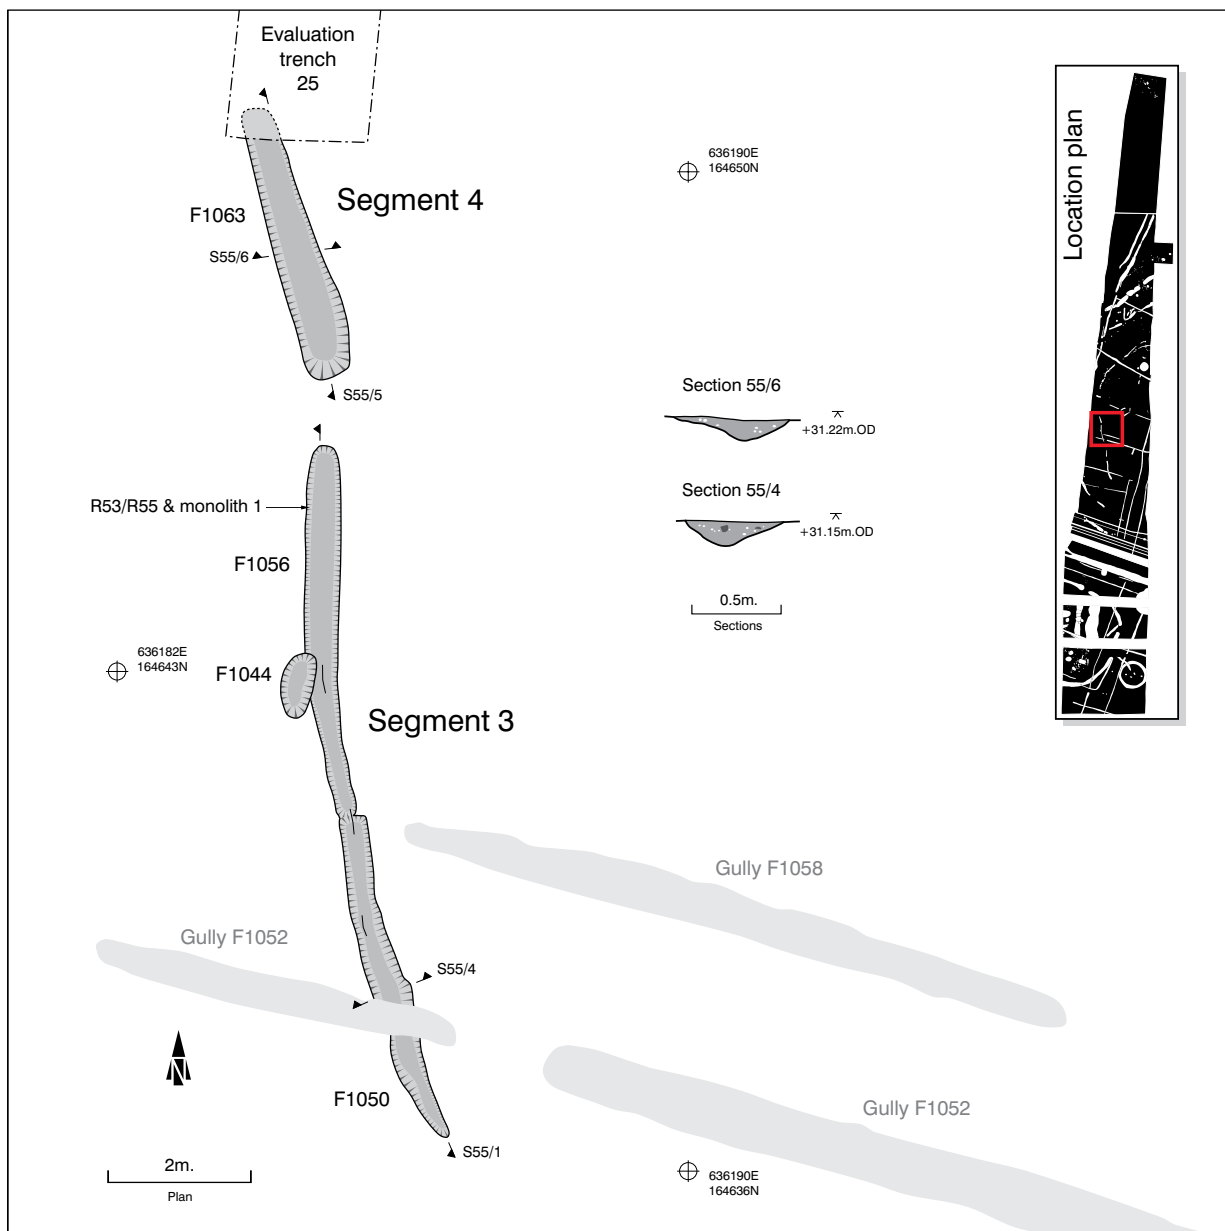 Evaluation
trench
25
636190E
164650N
Location plan
Segment 4
F1063
S55/6
S55/5
Section 55/6
+31.22m.OD
Section 55/4
+31.15m.OD
0.5m.
Sections
R53/R55 & monolith 1
F1056
636182E
164643N
F1044
Segment 3
Gully F1058
Gully F1052
S55/4
N
F1050
Gully F1052
S55/1
2m.
Plan
636190E
164636N